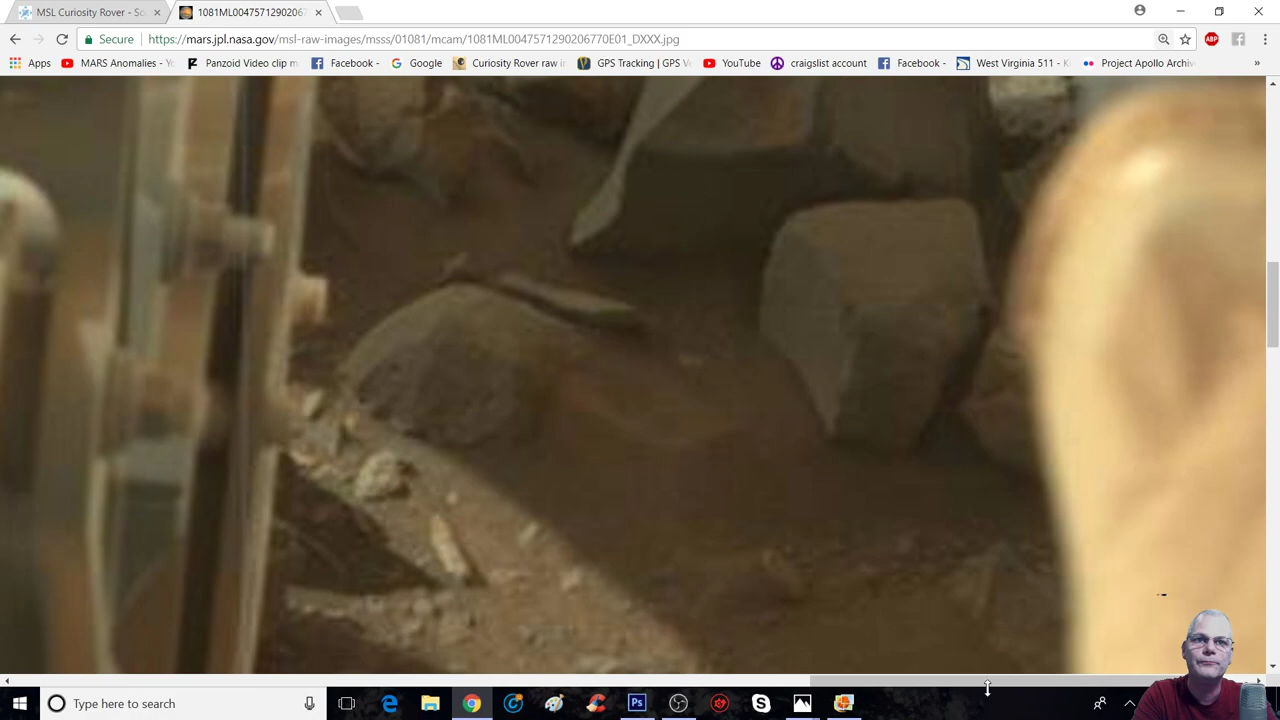 MSL Curiosity Rover - Sc
1081ML0047571290206
Secure
https://mars.jpl.nasa.gov/msl-raw-images/msss/01081/mcam/1081ML0047571290206770E01_DXXX.jpg
Apps MARS Anomalies - Yo Panzoid Video clip m Facebook - Google Curiosity Rover raw i GPS Tracking | GPS V YouTube craigslist account Facebook - West Virginia 511 - K Project Apollo Archiv »
Type here to search